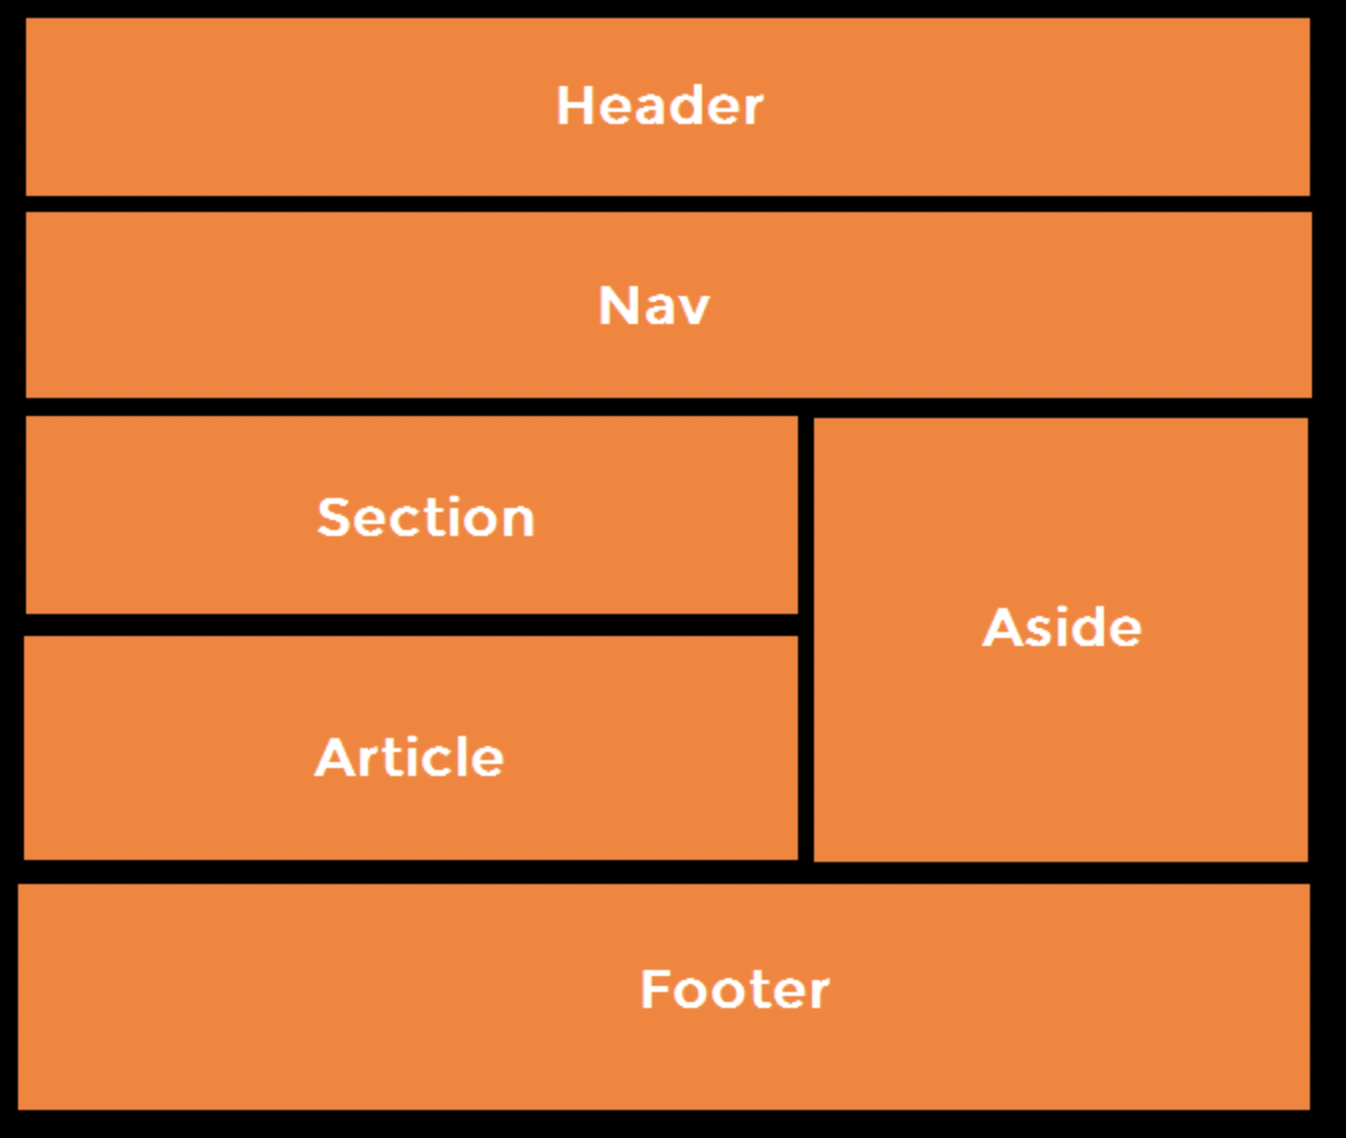 Header
Nav
Section
Article
Aside
Footer